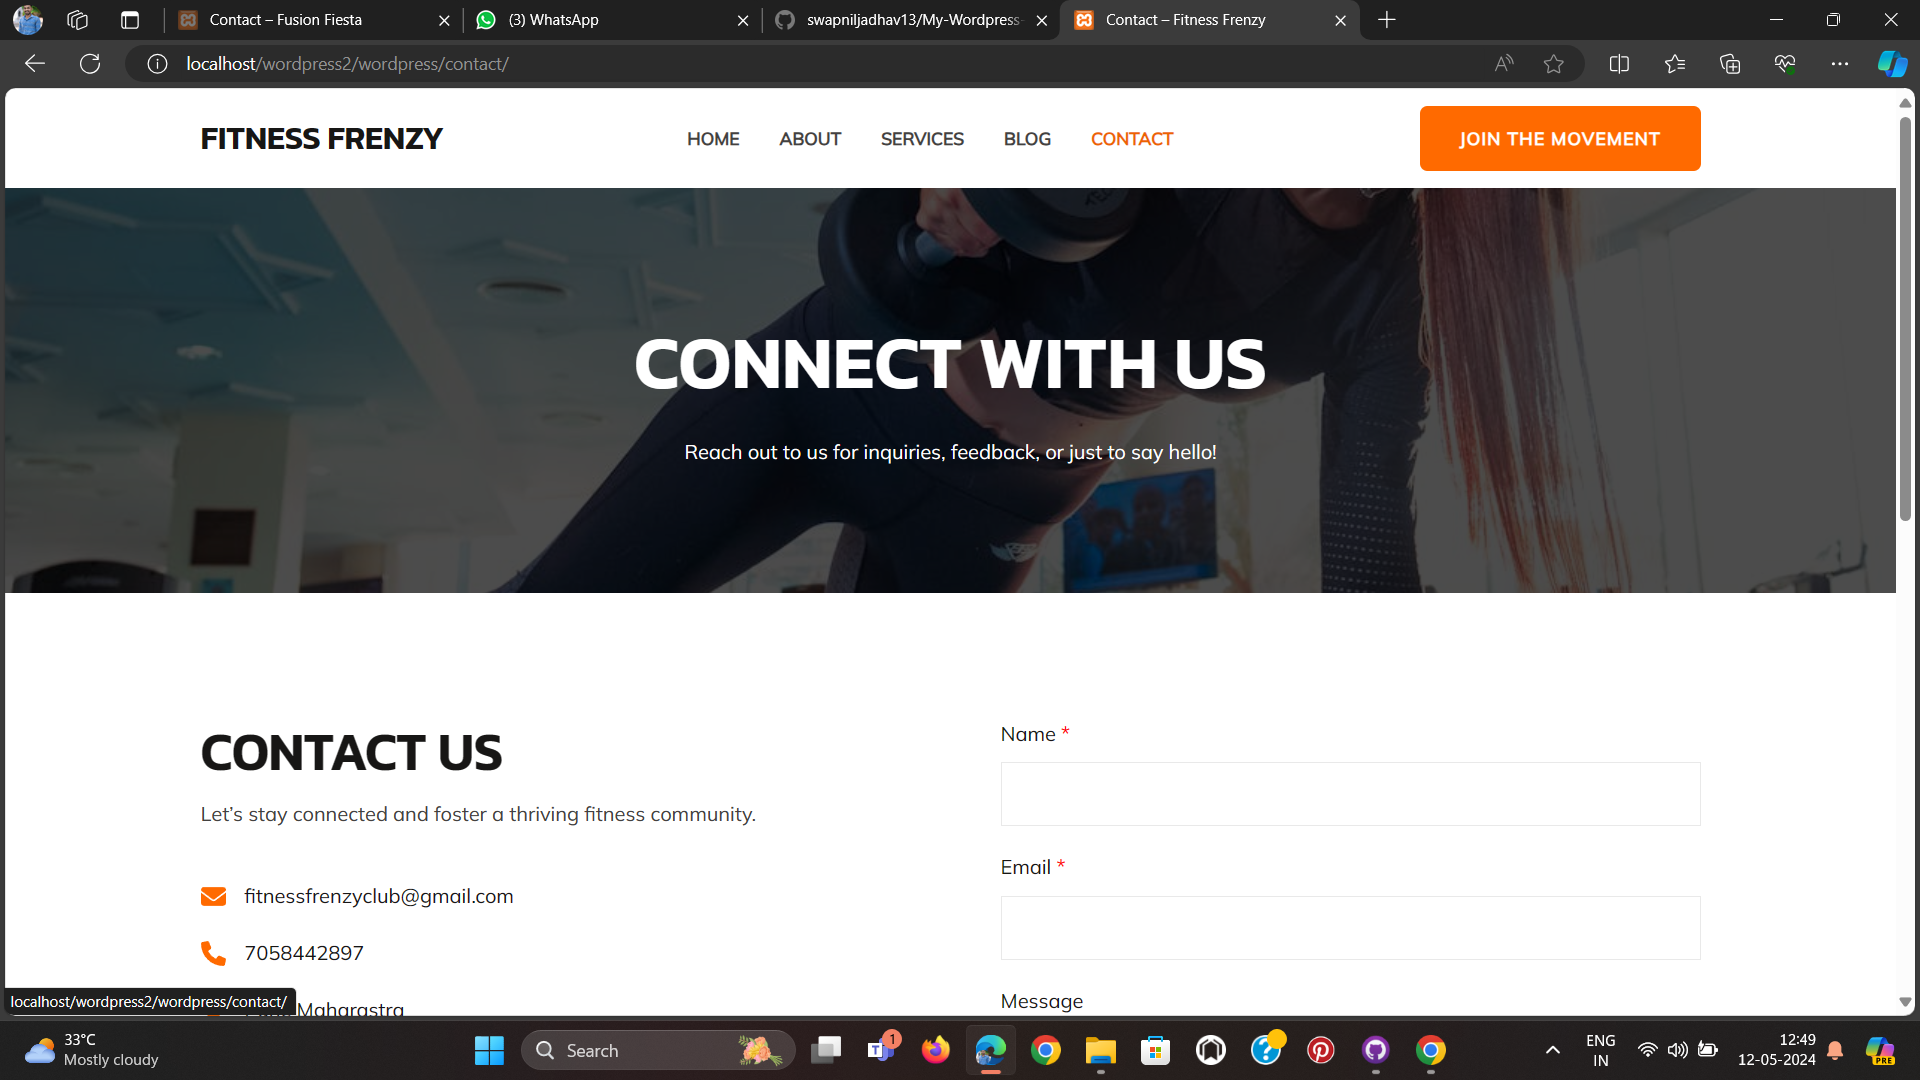 Contact – Fusion Fiesta
(3) WhatsApp
swapniljadhav13/My-Wordpress-
Contact – Fitness Frenzy
localhost/wordpress2/wordpress/contact/
FITNESS FRENZY
HOME
ABOUT
SERVICES
BLOG
CONTACT
JOIN THE MOVEMENT
CONNECT WITH US
Reach out to us for inquiries, feedback, or just to say hello!
CONTACT US
Let’s stay connected and foster a thriving fitness community.
fitnessfrenzyclub@gmail.com
7058442897
Maharastra
Name *
Email *
Message
localhost/wordpress2/wordpress/contact/
33°C
Mostly cloudy
Search
1
ENG
IN
12:49
12-05-2024
PRE